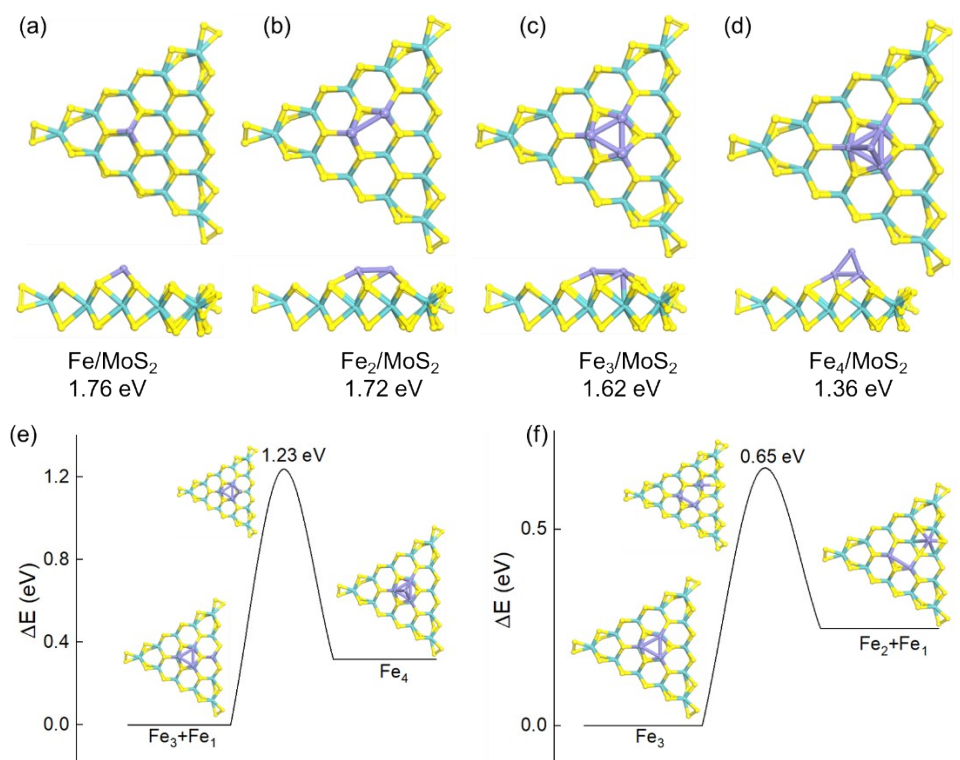 (a)
(b)
(c)
(d)
Fe/MoS₂
1.76 eV
Fe₂/MoS₂
1.72 eV
Fe₃/MoS₂
1.62 eV
Fe₄/MoS₂
1.36 eV
(e)
1.23 eV
1.2
0.8
0.4
0.0
ΔE (eV)
Fe₃+Fe₁
Fe₄
(f)
0.65 eV
0.5
0.0
ΔE (eV)
Fe₃
Fe₂+Fe₁